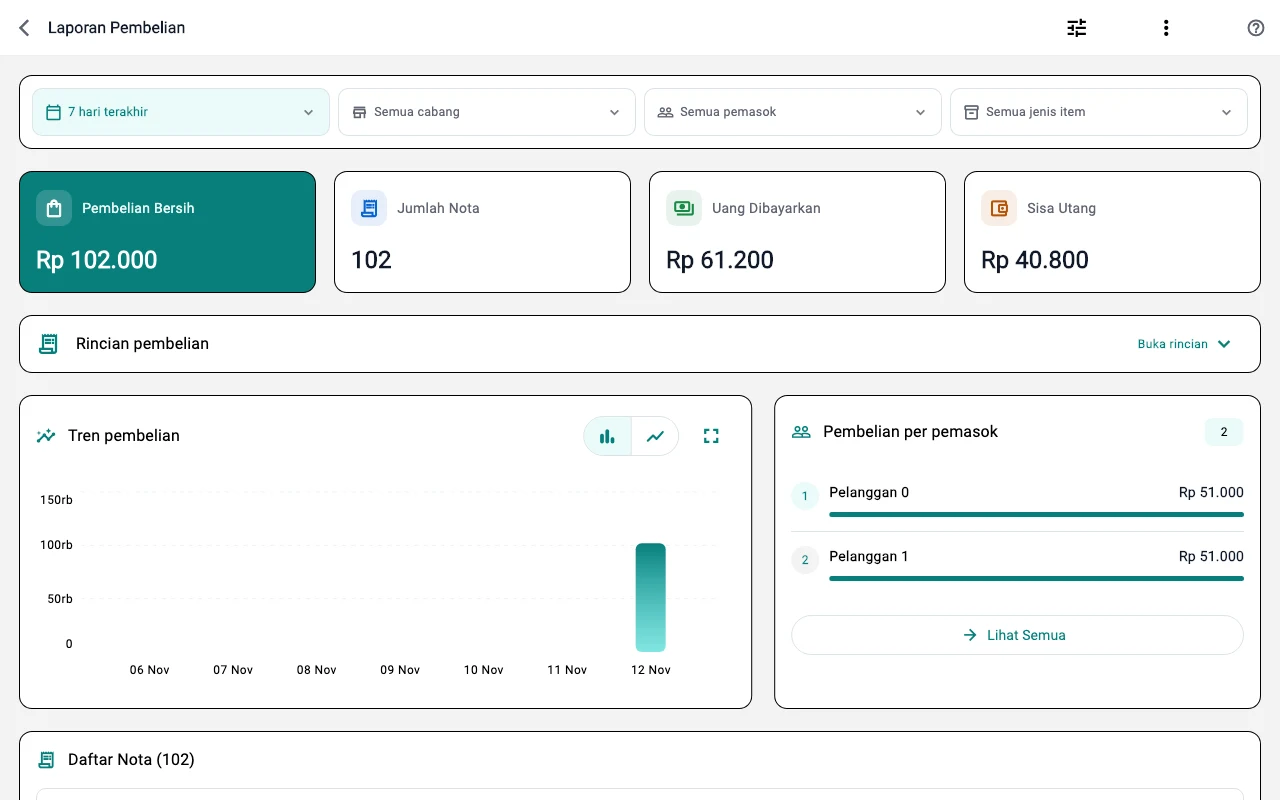 Laporan Pembelian
7 hari terakhir
Semua cabang
Semua pemasok
Semua jenis item
Pembelian Bersih
Rp 102.000
Jumlah Nota
102
Uang Dibayarkan
Rp 61.200
Sisa Utang
Rp 40.800
Rincian pembelian
Buka rincian
Tren pembelian
150rb
100rb
50rb
0
06 Nov
07 Nov
08 Nov
09 Nov
10 Nov
11 Nov
12 Nov
Pembelian per pemasok
2
1
Pelanggan 0
Rp 51.000
2
Pelanggan 1
Rp 51.000
Lihat Semua
Daftar Nota (102)